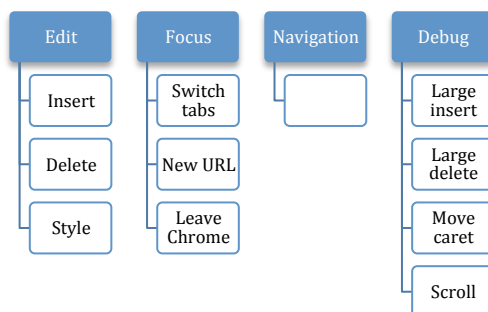 Edit
Insert
Delete
Style
Focus
Switch
tabs
New URL
Leave
Chrome
Navigation
Debug
Large
insert
Large
delete
Move
caret
Scroll